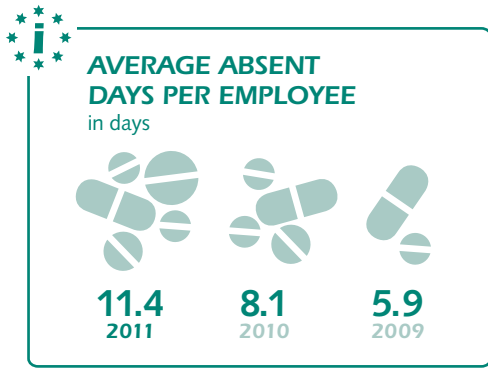 i
AVERAGE ABSENT
DAYS PER EMPLOYEE
in days
11.4 8.1 5.9
2011 2010 2009